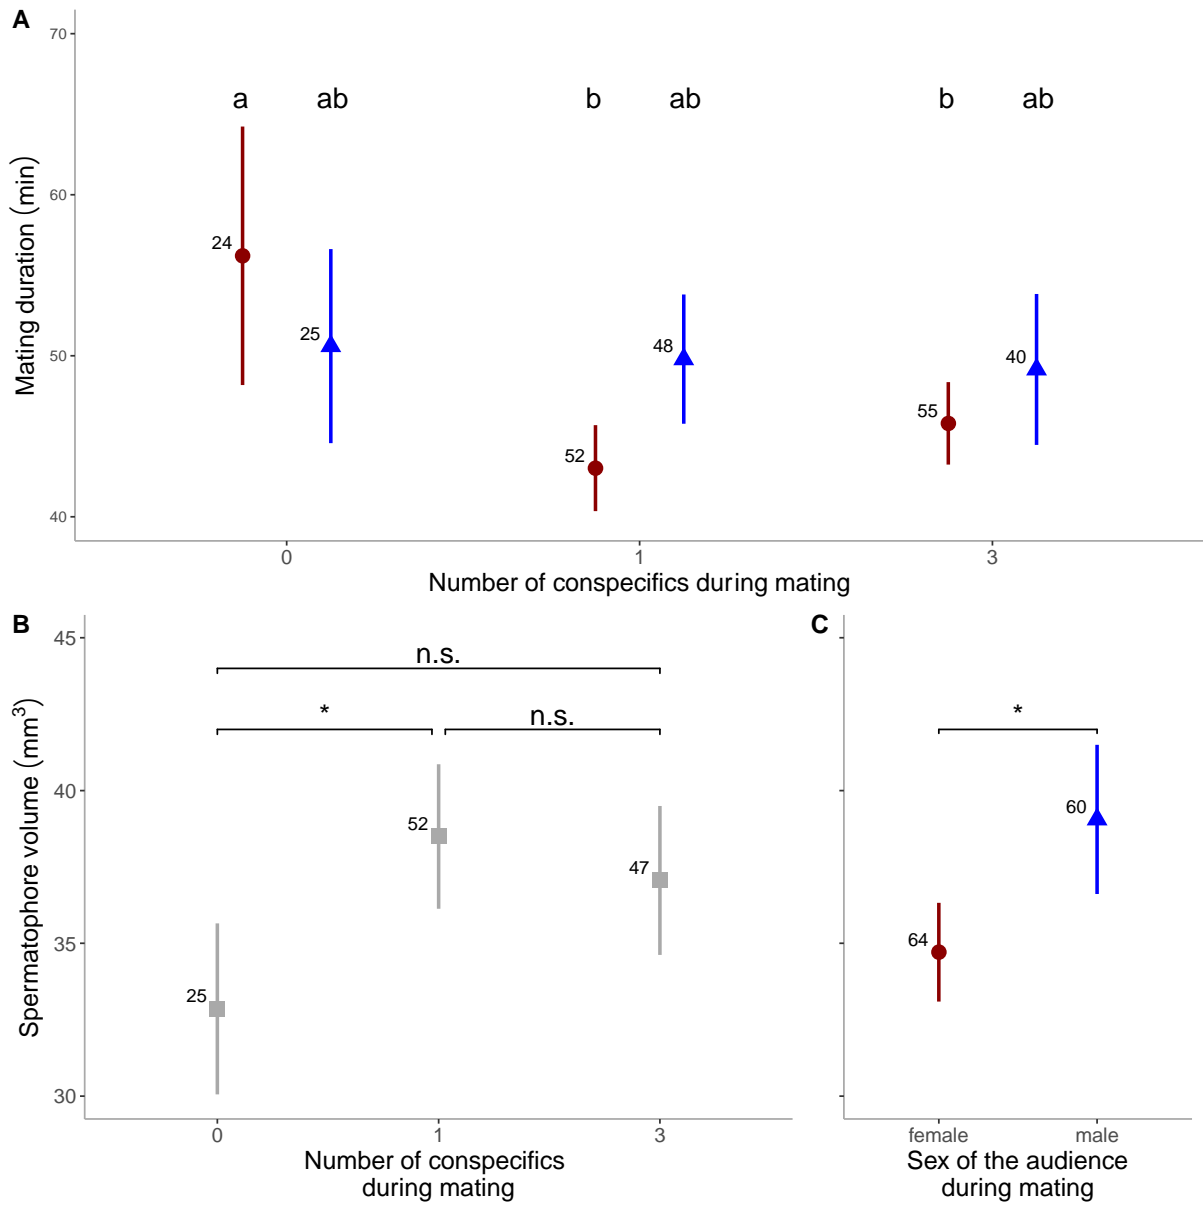 A
70
60
50
40
Mating duration (min)
a ab b ab b ab
24
25
52
48
55
40
0 1 3
Number of conspecifics during mating
B
45
40
35
30
Spermatophore volume (mm³)
n.s.
*
n.s.
25
52
47
0 1 3
Number of conspecifics
during mating
C
*
64
60
female male
Sex of the audience
during mating